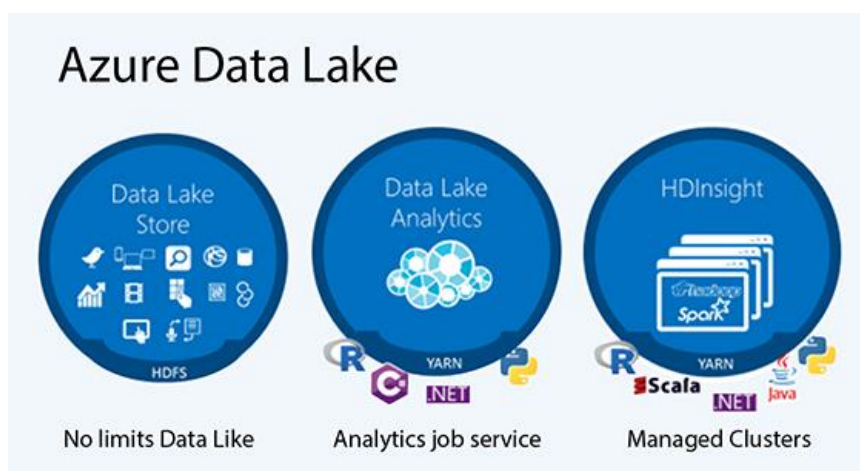 Azure Data Lake
Data Lake
Store
HDFS
No limits Data Like
Data Lake
Analytics
YARN
R
C#
.NET
Analytics job service
HDInsight
hadoop
Spark
YARN
R
Scala
.NET
Java
Managed Clusters